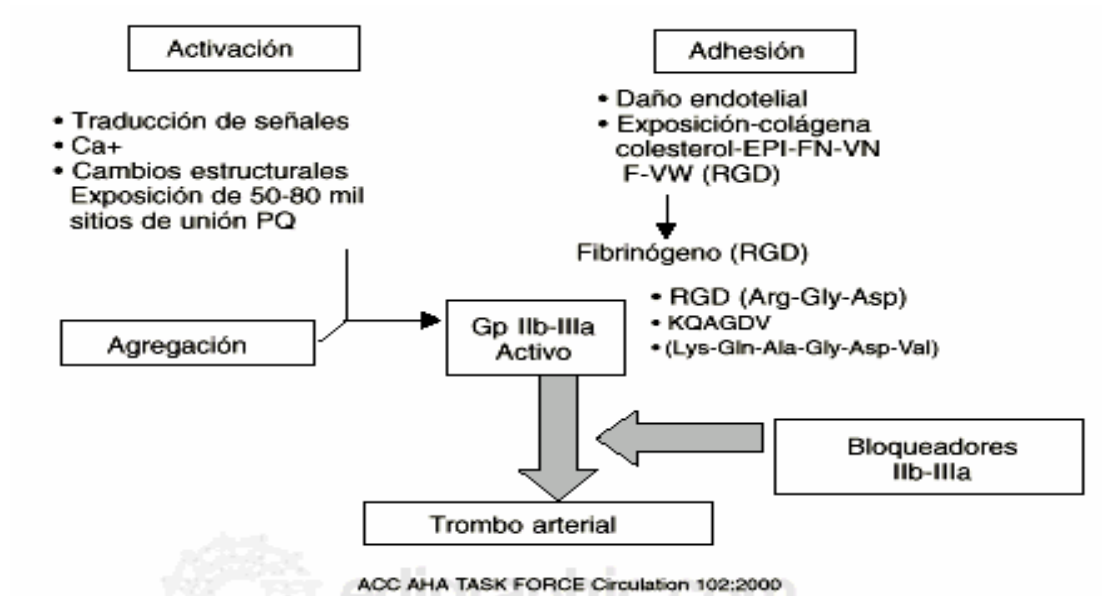 Activación
• Traducción de señales
• Ca+
• Cambios estructurales
Exposición de 50-80 mil
sitios de unión PQ
Agregación
Adhesión
• Daño endotelial
• Exposición-colágena
colesterol-EPI-FN-VN
F-VW (RGD)
Fibrinógeno (RGD)
• RGD (Arg-Gly-Asp)
• KQAGDV
• (Lys-Gln-Ala-Gly-Asp-Val)
Gp IIb-IIIa
Activo
Bloqueadores
IIb-IIIa
Trombo arterial
ACC AHA TASK FORCE Circulation 102:2000